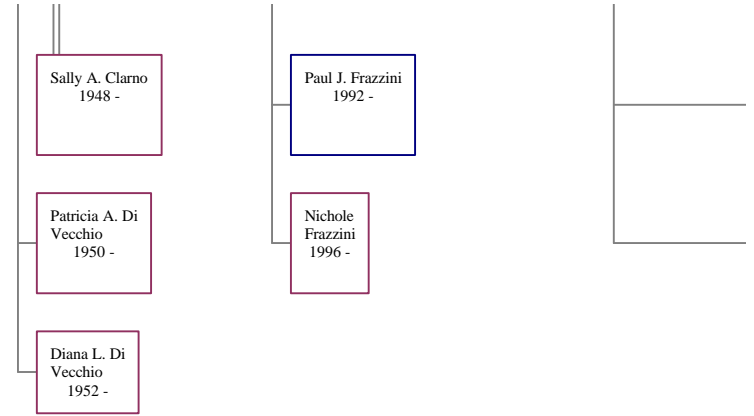 Sally A. Clarno
1948 -
Paul J. Frazzini
1992 -
Patricia A. Di
Vecchio
1950 -
Nichole
Frazzini
1996 -
Diana L. Di
Vecchio
1952 -